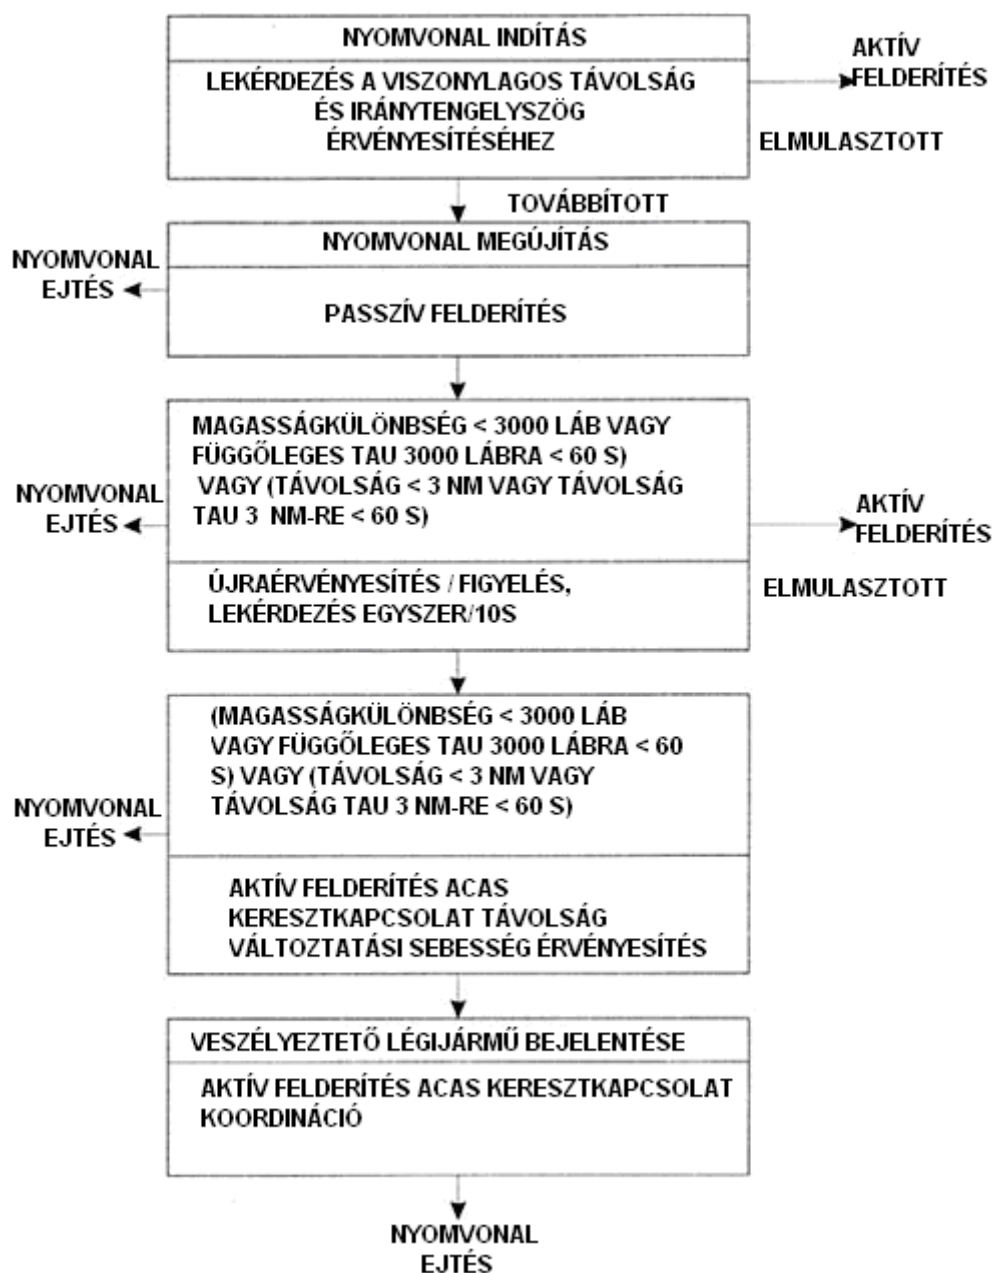 NYOMVONAL INDÍTÁS
LEKÉRDEZÉS A VISZONYLAGOS TÁVOLSÁG
ÉS IRÁNYTENGELYSZÖG
ÉRVÉNYESÍTÉSÉHEZ
AKTÍV
FELDERÍTÉS
ELMULASZTOTT
TOVÁBBÍTOTT
NYOMVONAL MEGÚJÍTÁS
PASSZÍV FELDERÍTÉS
NYOMVONAL
EJTÉS
MAGASSÁGKÜLÖNBSÉG < 3000 LÁB VAGY
FÜGGŐLEGES TAU 3000 LÁBRA < 60 S)
VAGY (TÁVOLSÁG < 3 NM VAGY TÁVOLSÁG
TAU 3 NM-RE < 60 S)
NYOMVONAL
EJTÉS
AKTÍV
FELDERÍTÉS
ÚJRAÉRVÉNYESÍTÉS / FIGYELÉS,
LEKÉRDEZÉS EGYSZER/10S
ELMULASZTOTT
(MAGASSÁGKÜLÖNBSÉG < 3000 LÁB
VAGY FÜGGŐLEGES TAU 3000 LÁBRA < 60
S) VAGY (TÁVOLSÁG < 3 NM VAGY
TÁVOLSÁG TAU 3 NM-RE < 60 S)
NYOMVONAL
EJTÉS
AKTÍV FELDERÍTÉS ACAS
KERESZTKAPCSOLAT TÁVOLSÁG
VÁLTOZTATÁSI SEBESSÉG ÉRVÉNYESÍTÉS
VESZÉLYEZTETŐ LÉGIJÁRMŰ BEJELENTÉSE
AKTÍV FELDERÍTÉS ACAS KERESZTKAPCSOLAT
KOORDINÁCIÓ
NYOMVONAL
EJTÉS